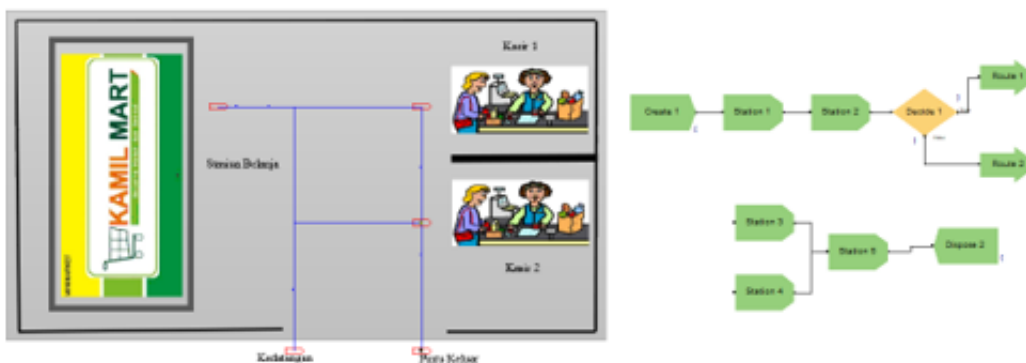 Kasir 1
KAMIL MART
Stasiun Bekerja
Kasir 2
Kedatangan
Pintu Keluar
Create 1
Station 1
Station 2
Decide 1
Route 1
Route 2
Station 3
Station 4
Station 5
Dispose 2